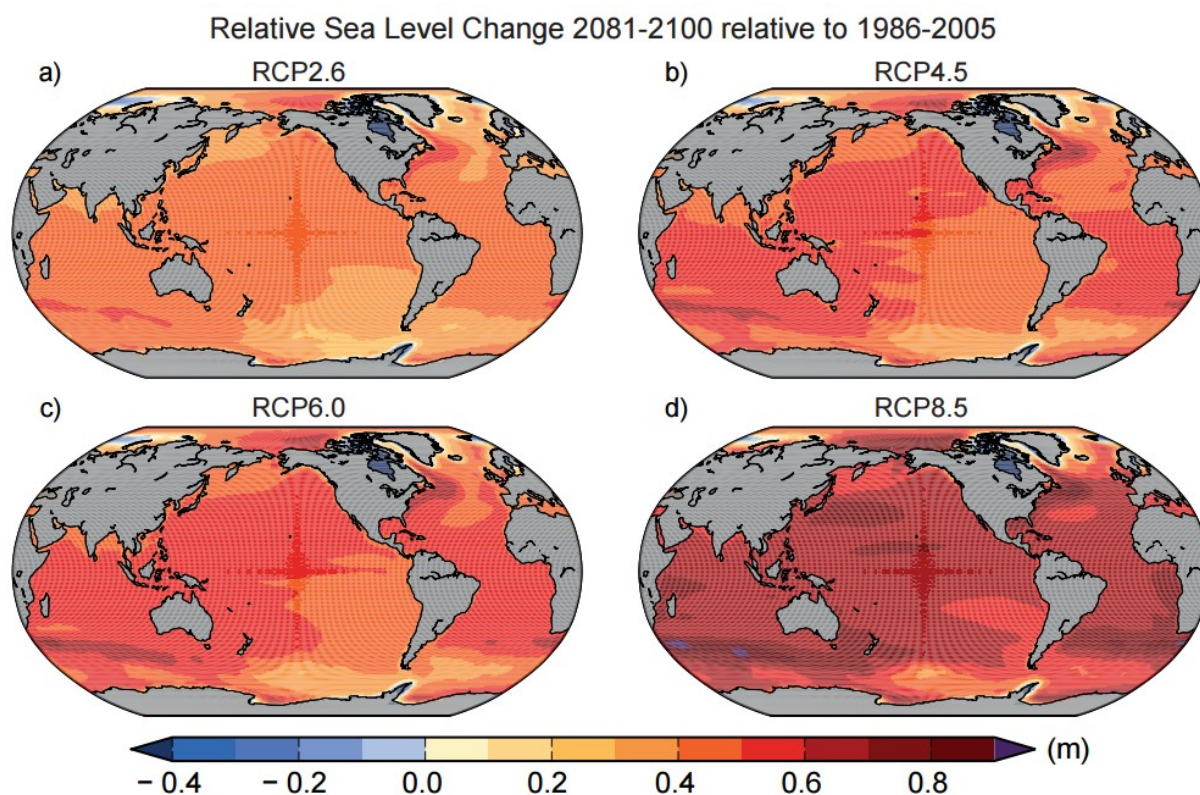 Relative Sea Level Change 2081-2100 relative to 1986-2005
a)
RCP2.6
b)
RCP4.5
c)
RCP6.0
d)
RCP8.5
− 0.4 − 0.2 0.0 0.2 0.4 0.6 0.8 (m)